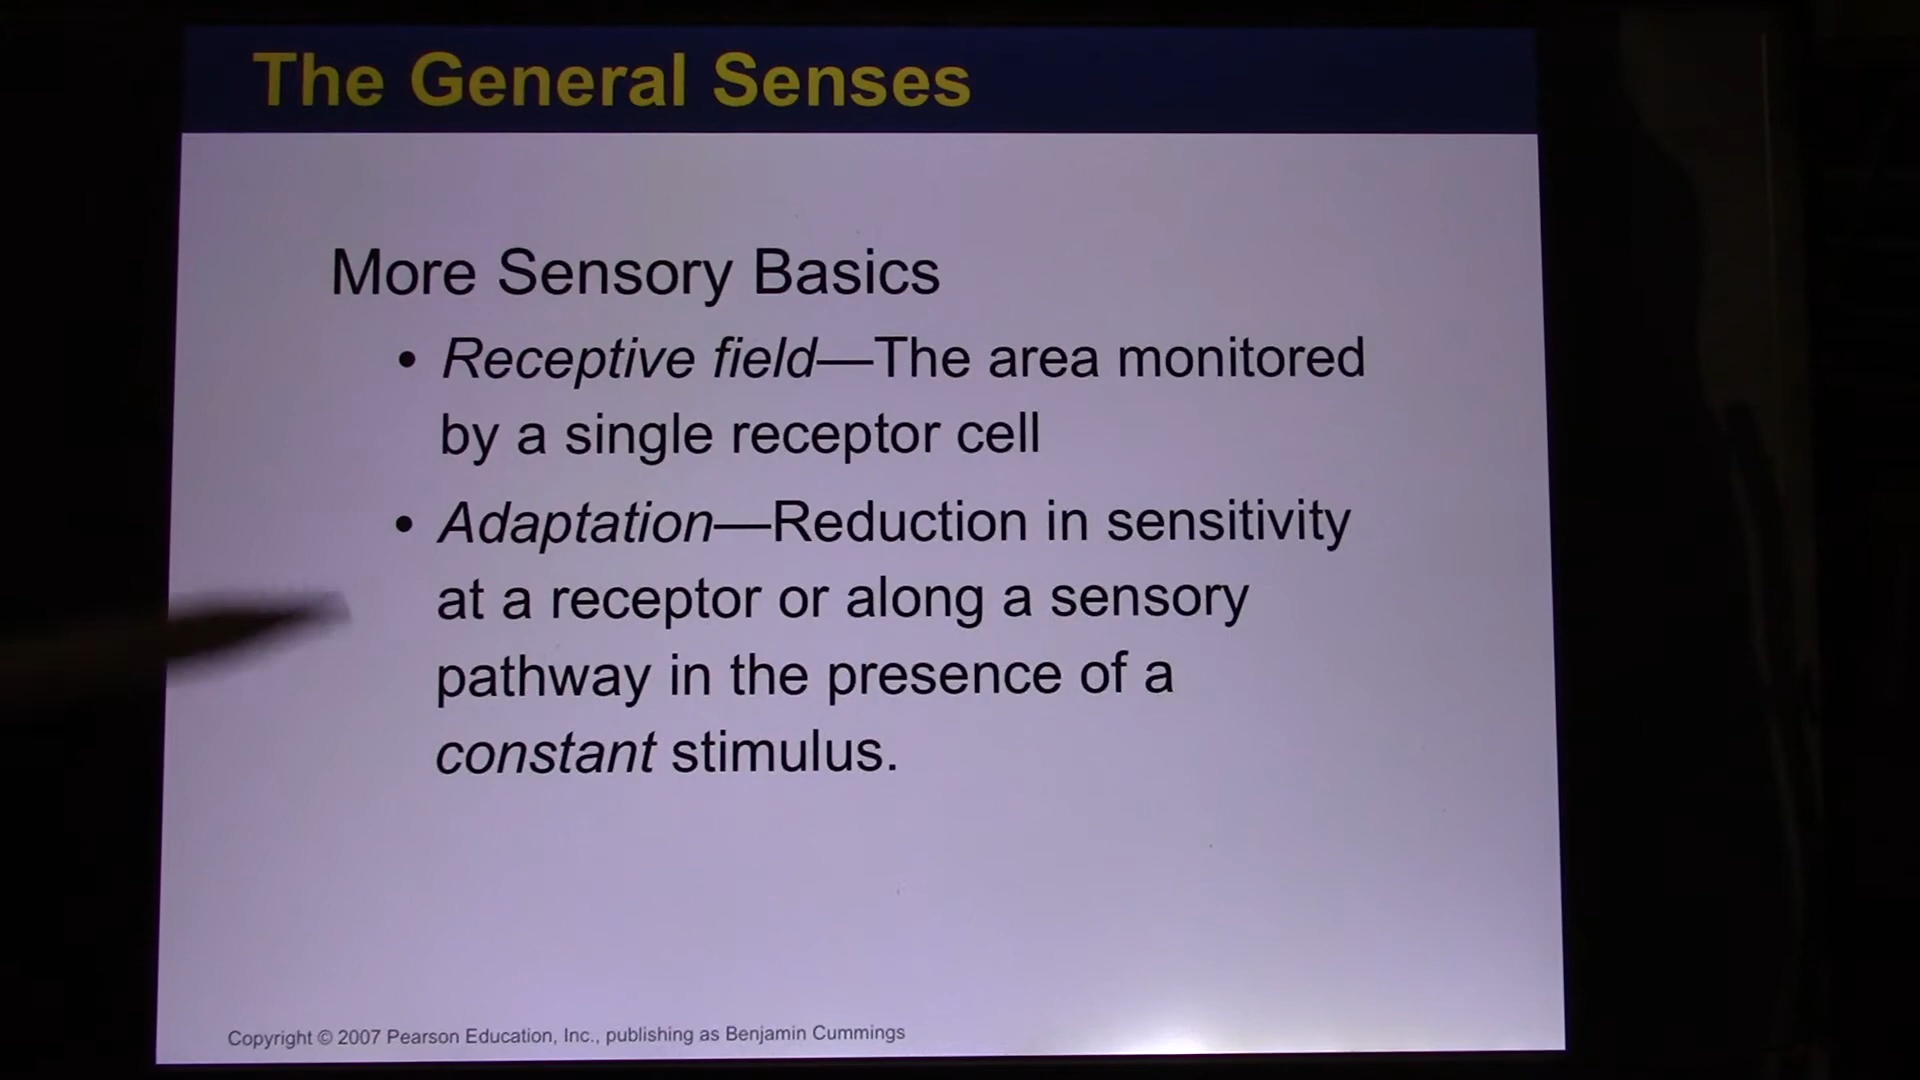 The General Senses
More Sensory Basics
• Receptive field—The area monitored
by a single receptor cell
• Adaptation—Reduction in sensitivity
at a receptor or along a sensory
pathway in the presence of a
constant stimulus.
Copyright © 2007 Pearson Education, Inc., publishing as Benjamin Cummings